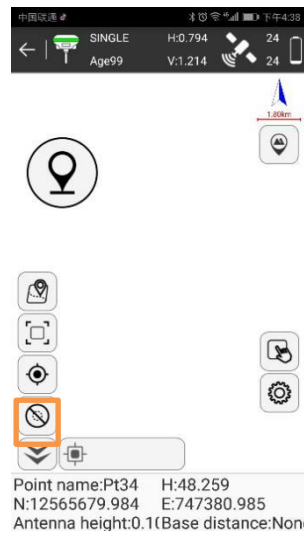 中国联通 下午4:38
SINGLE H:0.794 24
Age99 V:1.214 24
1.80km
Point name:Pt34 H:48.259
N:12565679.984 E:747380.985
Antenna height:0.1(Base distance:Non